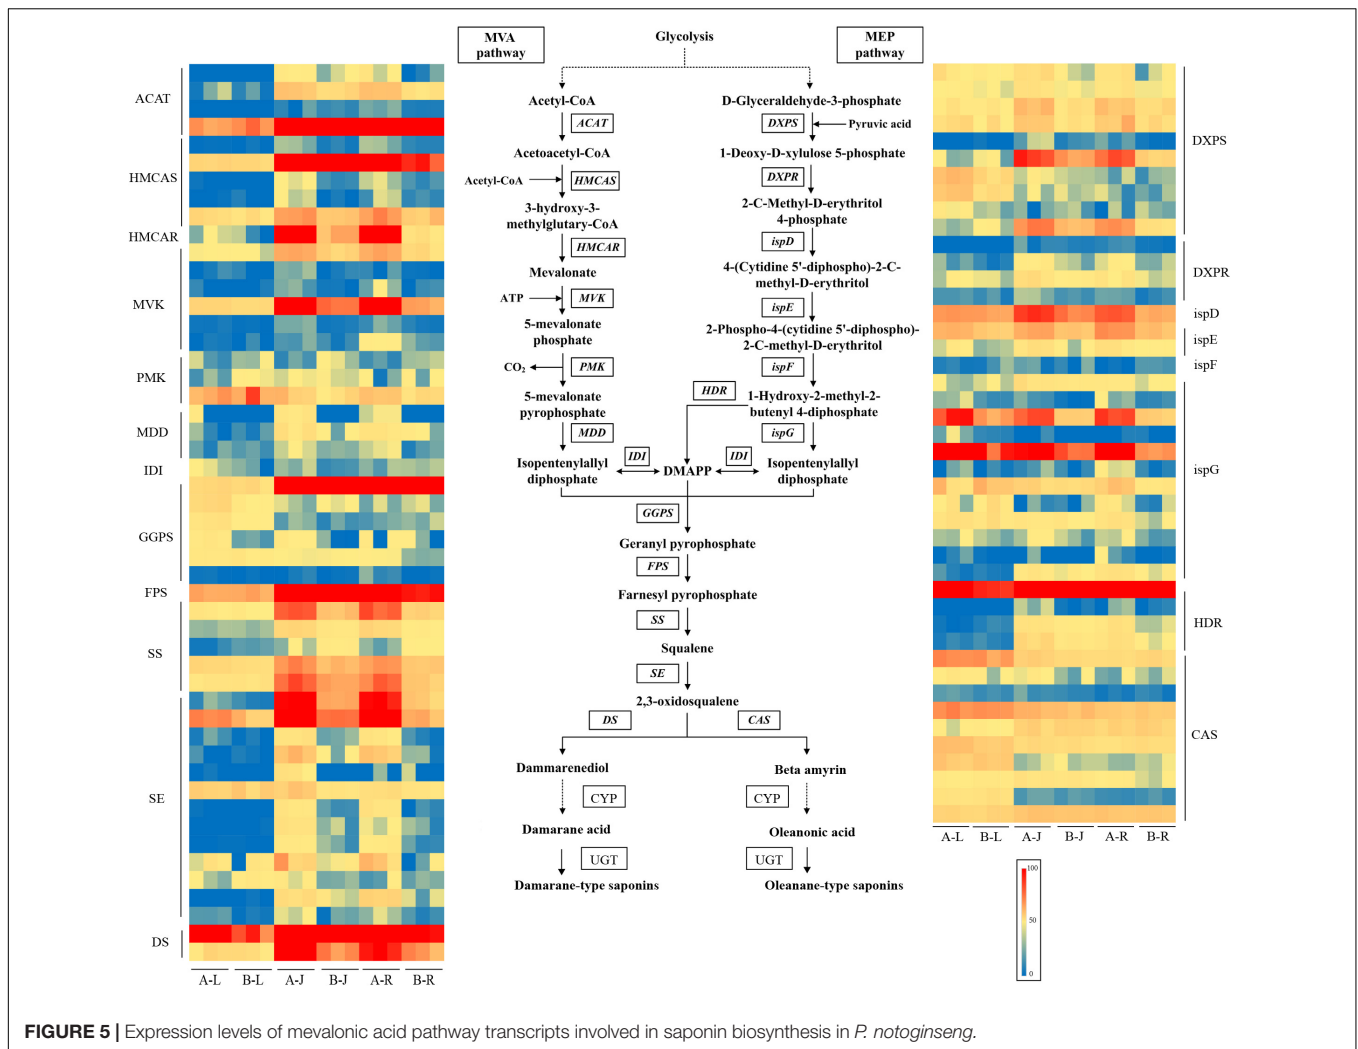 MVA
pathway
Glycolysis
MEP
pathway
ACAT
HMCAS
HMCAR
MVK
PMK
MDD
IDI
GGPS
FPS
SS
SE
DS
A-L
B-L
A-J
B-J
A-R
B-R
Acetyl-CoA
ACAT
Acetoacetyl-CoA
Acetyl-CoA
HMCAS
3-hydroxy-3-
methylglutary-CoA
HMCAR
Mevalonate
ATP
MVK
5-mevalonate
phosphate
CO₂
PMK
5-mevalonate
pyrophosphate
MDD
Isopentenylallyl
diphosphate
IDI
DMAPP
IDI
D-Glyceraldehyde-3-phosphate
DXPS
Pyruvic acid
1-Deoxy-D-xylulose 5-phosphate
DXPR
2-C-Methyl-D-erythritol
4-phosphate
ispD
4-(Cytidine 5'-diphospho)-2-C-
methyl-D-erythritol
ispE
2-Phospho-4-(cytidine 5'-diphospho)-
2-C-methyl-D-erythritol
ispF
HDR
1-Hydroxy-2-methyl-2-
butenyl 4-diphosphate
ispG
Isopentenylallyl
diphosphate
GGPS
Geranyl pyrophosphate
FPS
Farnesyl pyrophosphate
SS
Squalene
SE
2,3-oxidosqualene
DS
CAS
Dammarenediol
CYP
Damarane acid
UGT
Damarane-type saponins
Beta amyrin
CYP
Oleanonic acid
UGT
Oleanane-type saponins
DXPS
DXPR
ispD
ispE
ispF
ispG
HDR
CAS
A-L
B-L
A-J
B-J
A-R
B-R
100
50
0
FIGURE 5 | Expression levels of mevalonic acid pathway transcripts involved in saponin biosynthesis in P. notoginseng.